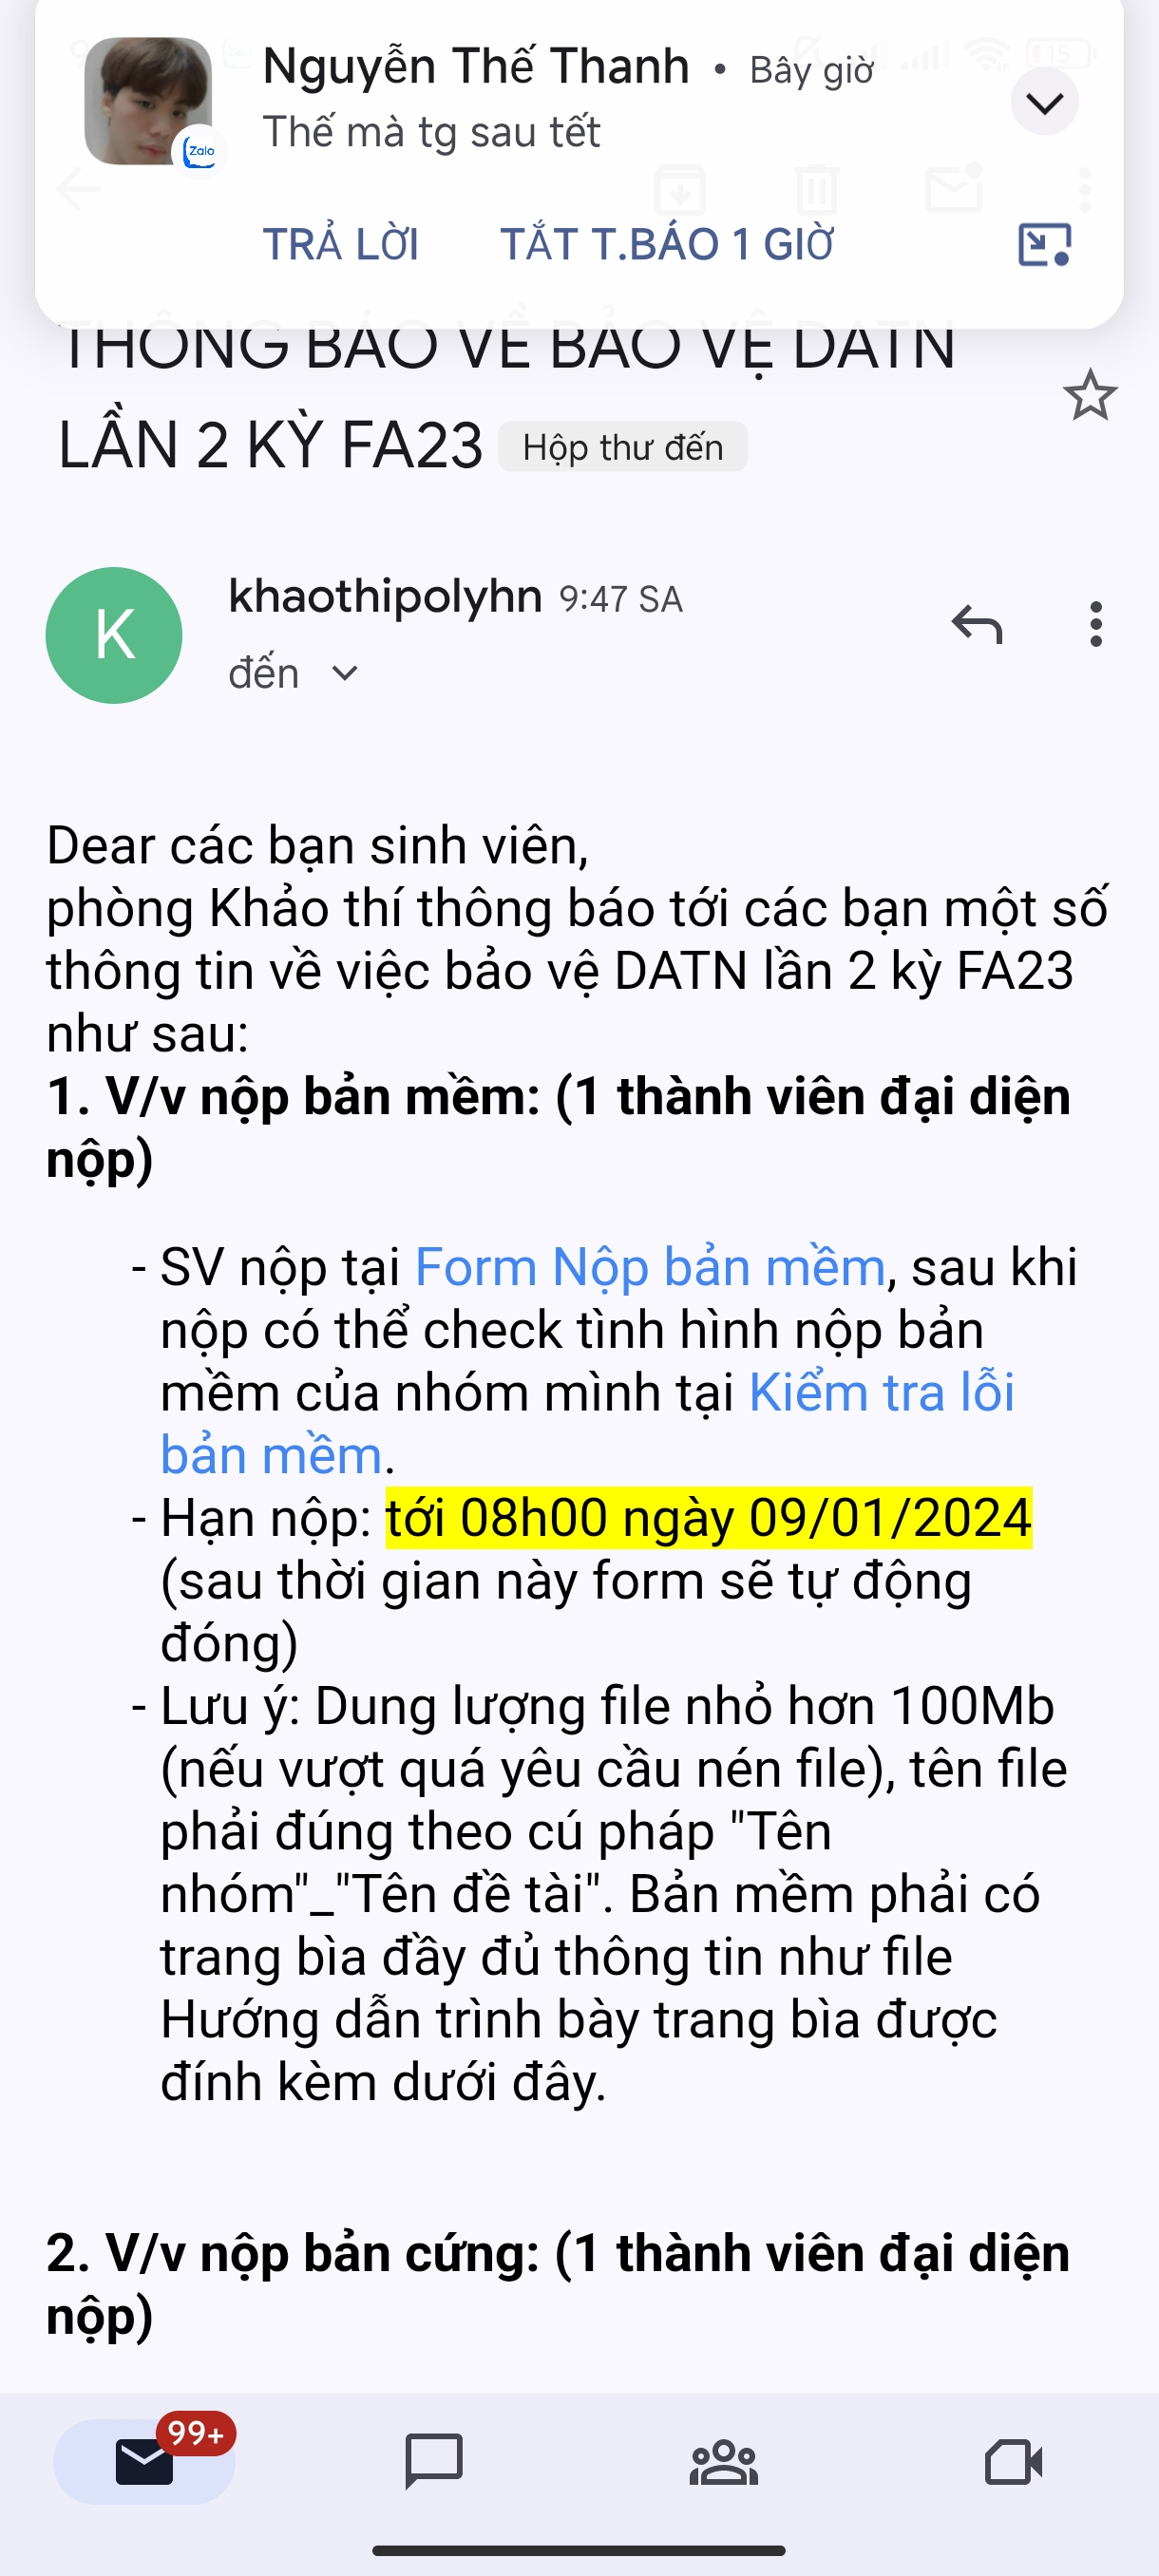 Nguyễn Thế Thanh • Bây giờ
Thế mà tg sau tết
Zalo
TRẢ LỜI TẮT T.BÁO 1 GIỜ
15
THÔNG BÁO VỀ BẢO VỆ DATN
LẦN 2 KỲ FA23 Hộp thư đến
K
khaothipolyhn 9:47 SA
đến
Dear các bạn sinh viên,
phòng Khảo thí thông báo tới các bạn một số
thông tin về việc bảo vệ DATN lần 2 kỳ FA23
như sau:
1. V/v nộp bản mềm: (1 thành viên đại diện
nộp)
- SV nộp tại Form Nộp bản mềm, sau khi
nộp có thể check tình hình nộp bản
mềm của nhóm mình tại Kiểm tra lỗi
bản mềm.
- Hạn nộp: tới 08h00 ngày 09/01/2024
(sau thời gian này form sẽ tự động
đóng)
- Lưu ý: Dung lượng file nhỏ hơn 100Mb
(nếu vượt quá yêu cầu nén file), tên file
phải đúng theo cú pháp "Tên
nhóm"_"Tên đề tài". Bản mềm phải có
trang bìa đầy đủ thông tin như file
Hướng dẫn trình bày trang bìa được
đính kèm dưới đây.
2. V/v nộp bản cứng: (1 thành viên đại diện
nộp)
99+